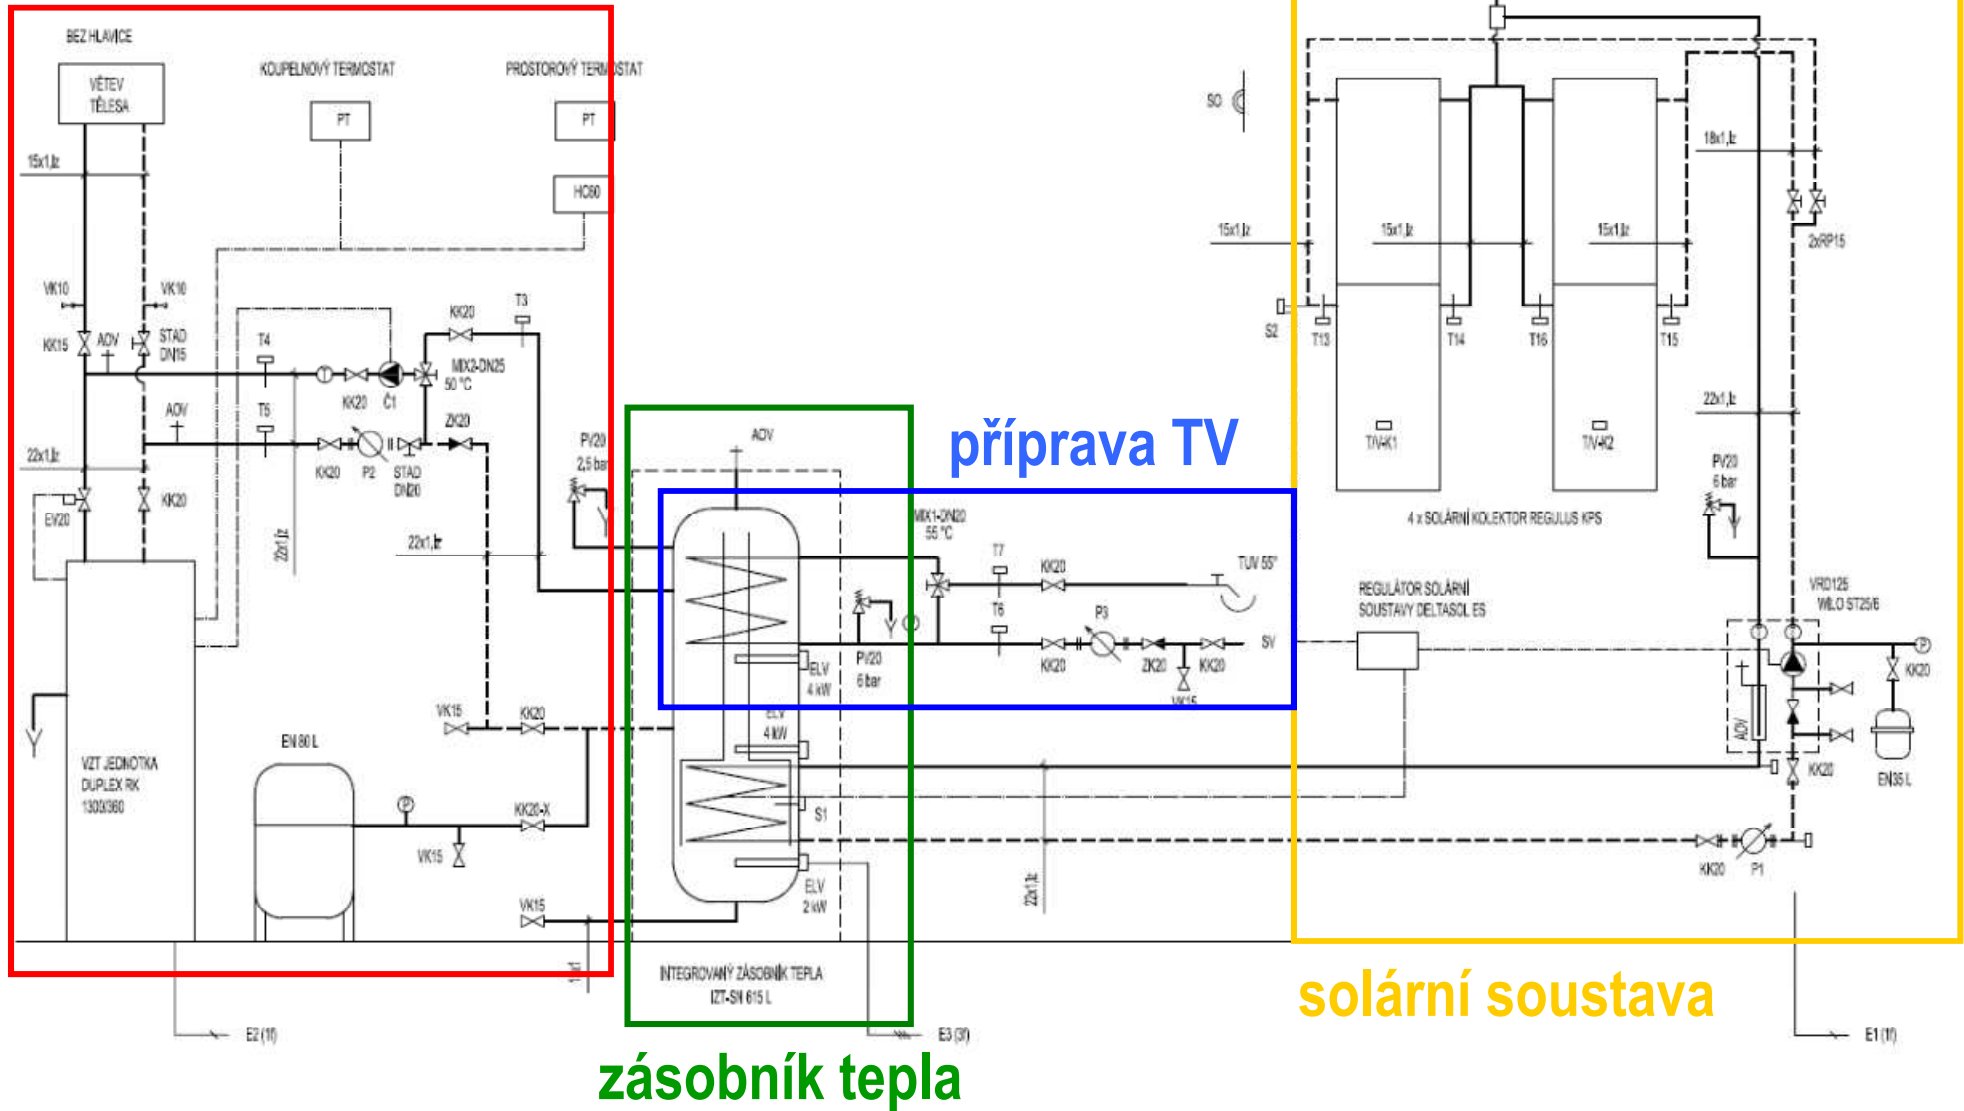 BEZ HLAVICE
VĚTEV
TĚLESA
KOUPELNOVÝ TERMOSTAT
PT
PROSTOROVÝ TERMOSTAT
PT
HC60
15x1,Iz
VK10
VK10
KK15
AOV
STAD
DN15
T4
KK20
Č1
MIX2-DN25
50 °C
KK20
T3
AOV
T5
KK20
P2
STAD
DN20
ZK20
22x1,Iz
EV20
KK20
22x1,Iz
22x1,Iz
PV20
2,5 bar
VZT JEDNOTKA
DUPLEX RK
1300/360
EN 80 L
P
VK15
KK20
KK20-X
VK15
VK15
E2 (1f)
AOV
ELV
4 kW
ELV
4 kW
S1
ELV
2 kW
INTEGROVANÝ ZÁSOBNÍK TEPLA
IZT-SN 615 L
E3 (3f)
zásobník tepla
příprava TV
MIX1-DN20
55 °C
T7
KK20
TUV 55°
PV20
6 bar
T6
KK20
P3
ZK20
KK20
VK15
SV
22x1,Iz
SO
15x1,Iz
15x1,Iz
15x1,Iz
18x1,Iz
2xRP15
S2
T13
T14
T16
T15
T/V-K1
T/V-K2
4 x SOLÁRNÍ KOLEKTOR REGULUS KPS
22x1,Iz
PV20
6 bar
REGULÁTOR SOLÁRNÍ
SOUSTAVY DELTASOL ES
VRD125
WILO ST25/6
P
KK20
AOV
KK20
EN35 L
KK20
P1
E1 (1f)
solární soustava